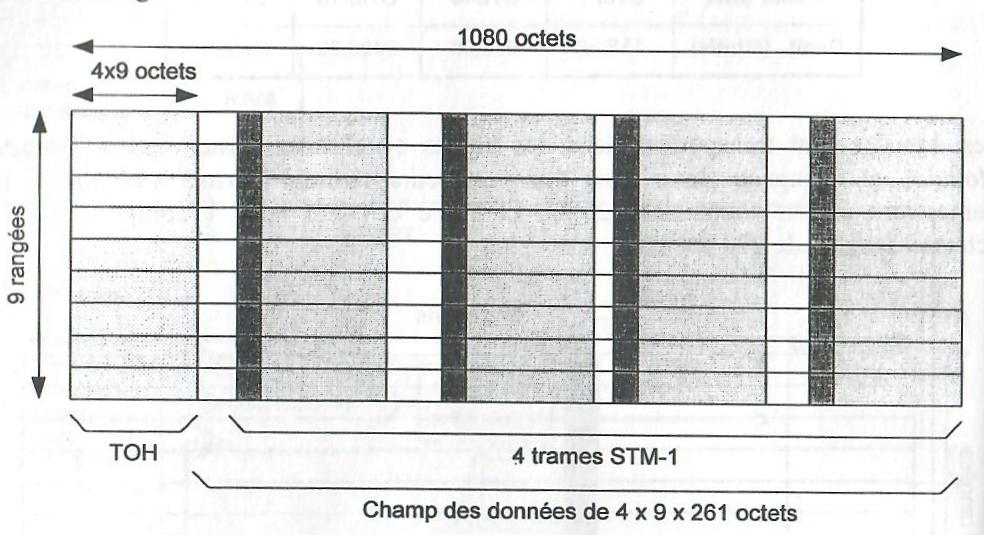 1080 octets
4x9 octets
9 rangées
TOH
4 trames STM-1
Champ des données de 4 x 9 x 261 octets